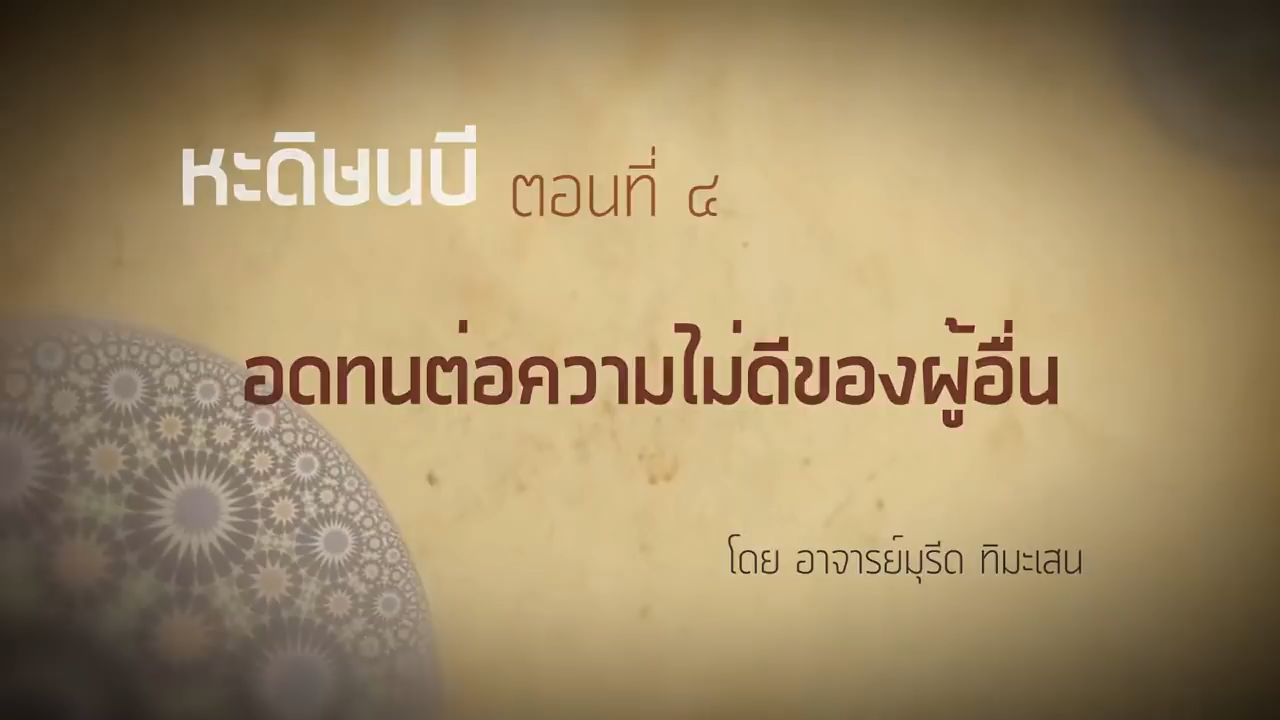 หะดิษนบี ตอนที่ ๔
อดทนต่อความไม่ดีของผู้อื่น
โดย อาจารย์มุรีด ทิมะเสน